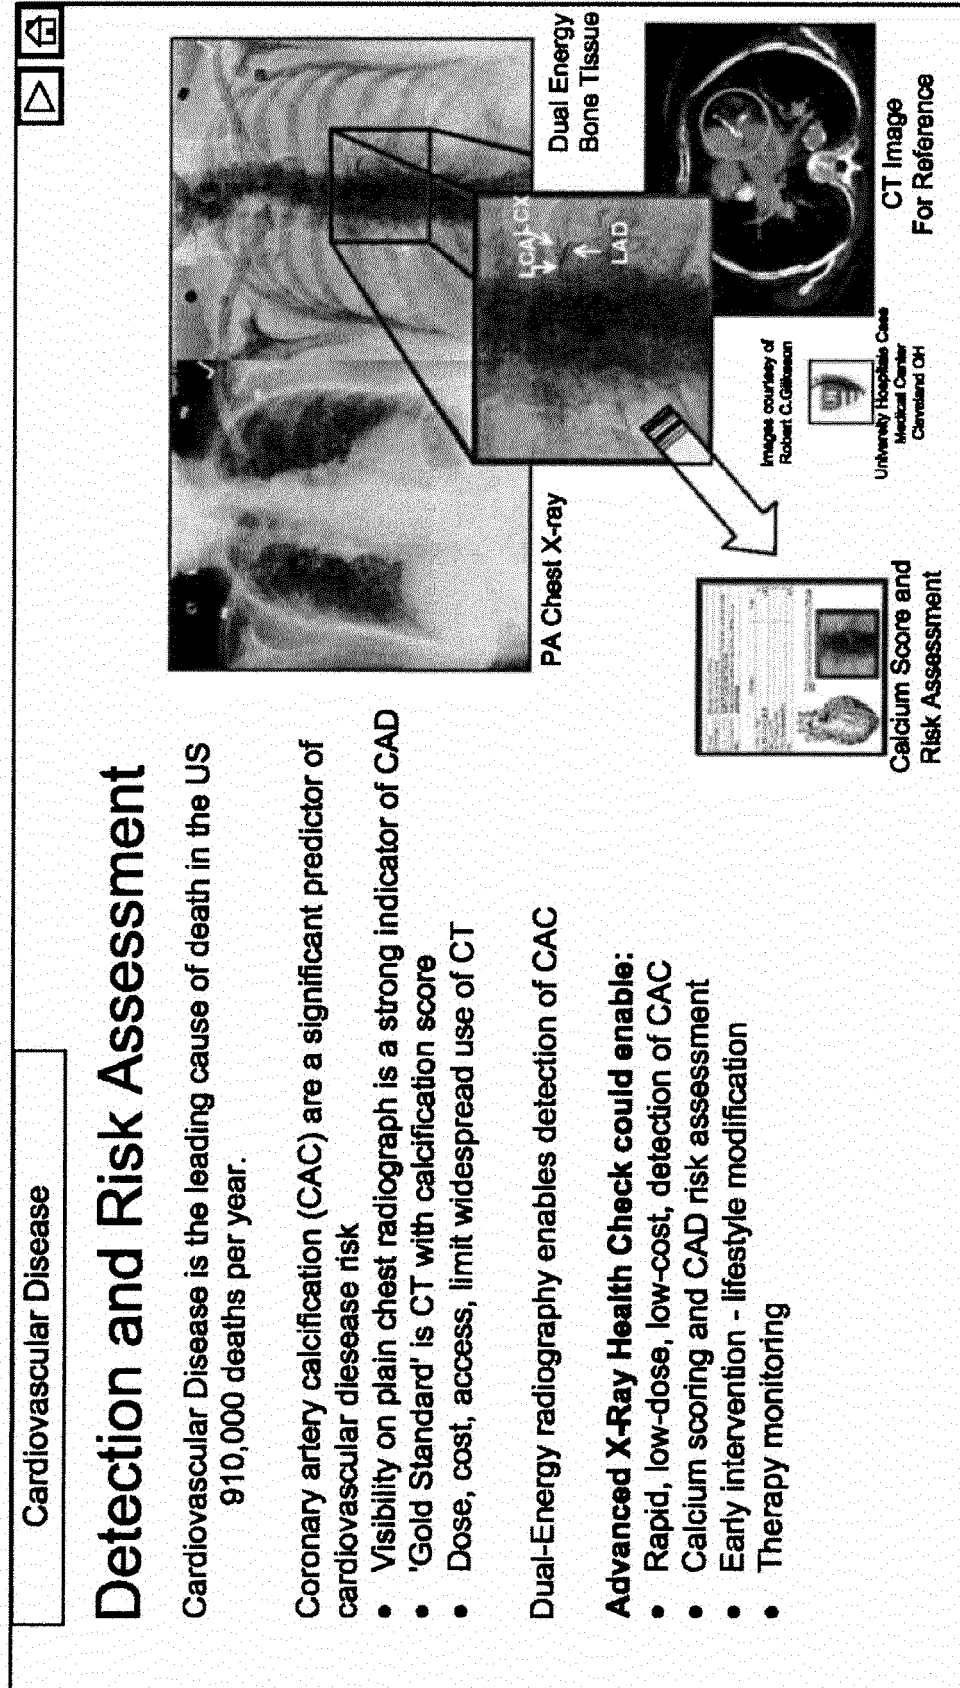 Cardiovascular Disease
Detection and Risk Assessment
Cardiovascular Disease is the leading cause of death in the US
910,000 deaths per year.
Coronary artery calcification (CAC) are a significant predictor of
cardiovascular diesease risk
• Visibility on plain chest radiograph is a strong indicator of CAD
• 'Gold Standard' is CT with calcification score
• Dose, cost, access, limit widespread use of CT
Dual-Energy radiography enables detection of CAC
Advanced X-Ray Health Check could enable:
• Rapid, low-dose, low-cost, detection of CAC
• Calcium scoring and CAD risk assessment
• Early intervention - lifestyle modification
• Therapy monitoring
PA Chest X-ray
Dual Energy
Bone Tissue
LCA
LCX
LAD
Images courtesy of
Robert C.Gilkeson
University Hospitals Case
Medical Center
Cleveland OH
CT Image
For Reference
Calcium Score and
Risk Assessment